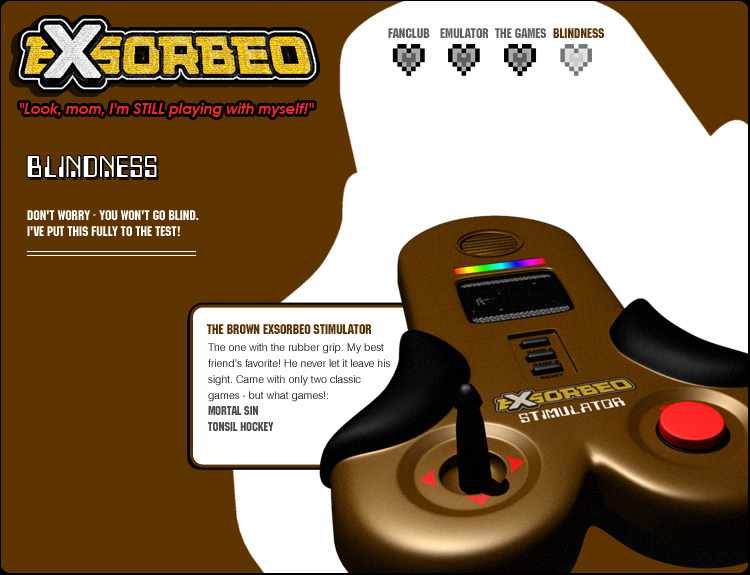 EXSORBEO
"Look, mom, I'm STILL playing with myself!"
FANCLUB EMULATOR THE GAMES BLINDNESS
BLINDNESS
DON'T WORRY - YOU WON'T GO BLIND.
I'VE PUT THIS FULLY TO THE TEST!
THE BROWN EXSORBEO STIMULATOR
The one with the rubber grip. My best
friend's favorite! He never let it leave his
sight. Came with only two classic
games - but what games!:
MORTAL SIN
TONSIL HOCKEY
EXSORBEO
STIMULATOR